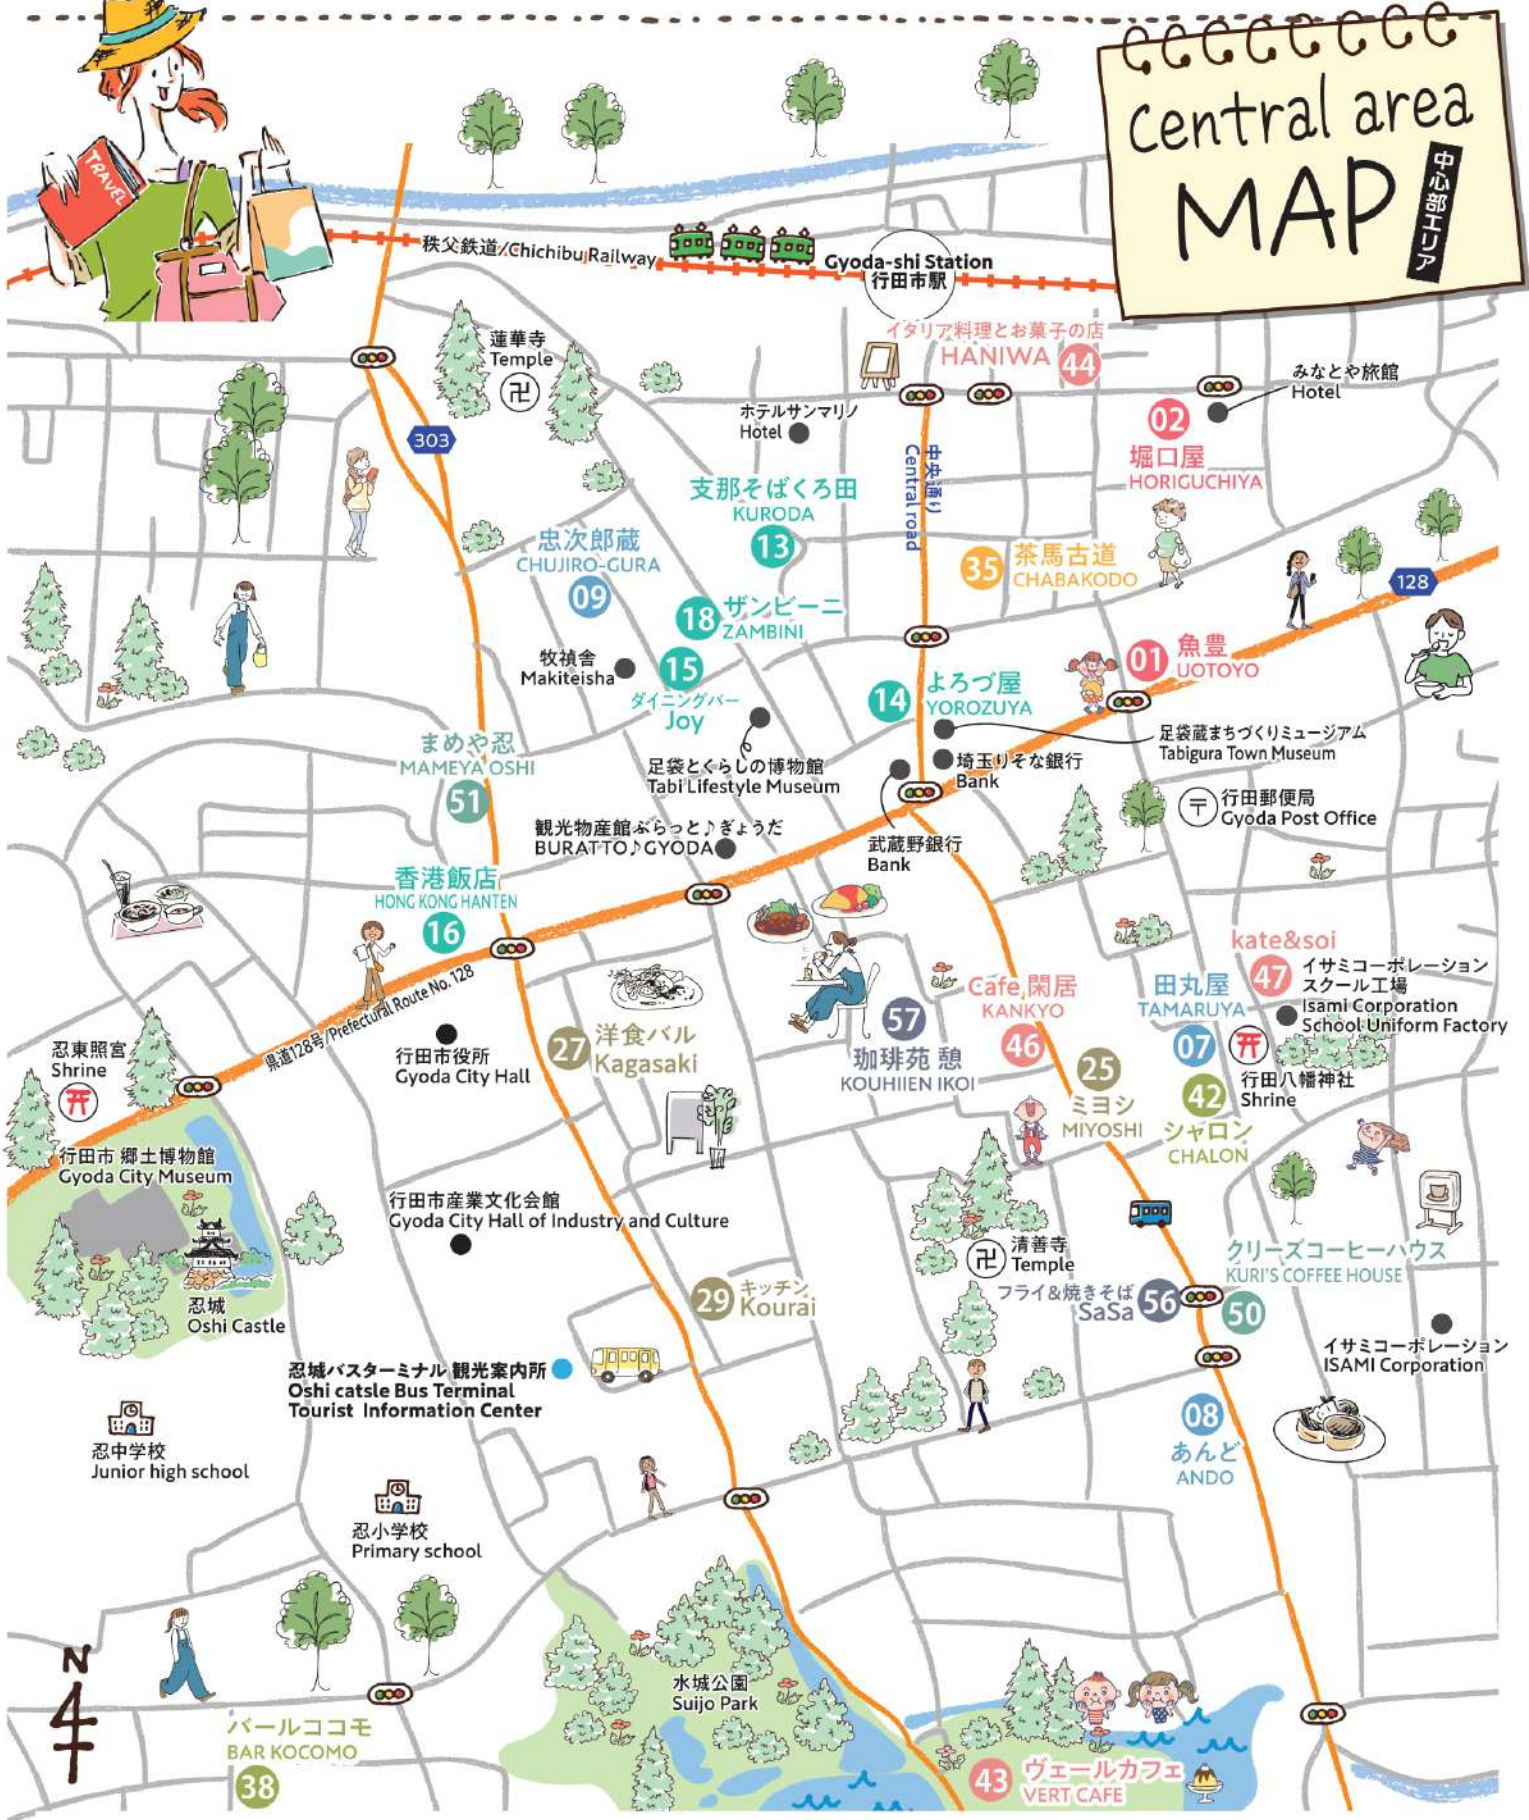 Central area
MAP
中心部エリア
TRAVEL
秩父鉄道/Chichibu Railway
Gyoda-shi Station
行田市駅
イタリア料理とお菓子の店
HANIWA
44
蓮華寺
Temple
卍
みなとや旅館
Hotel
ホテルサンマリノ
Hotel
02
堀口屋
HORIGUCHIYA
303
中央通り
Central road
支那そばくろ田
KURODA
13
忠次郎蔵
CHUJIRO-GURA
09
35
茶馬古道
CHABAKODO
128
18
ザンビーニ
ZAMBINI
牧禎舎
Makiteisha
15
ダイニングバー
Joy
01
魚豊
UOTOYO
14
よろづ屋
YOROZUYA
足袋蔵まちづくりミュージアム
Tabigura Town Museum
まめや忍
MAMEYA OSHI
51
足袋とくらしの博物館
Tabi Lifestyle Museum
埼玉りそな銀行
Bank
〒
行田郵便局
Gyoda Post Office
観光物産館ぶらっと♪ぎょうだ
BURATTO♪GYODA
武蔵野銀行
Bank
香港飯店
HONG KONG HANTEN
16
県道128号/Prefectural Route No. 128
kate&soi
47
イサミコーポレーション
スクール工場
Isami Corporation
School Uniform Factory
Cafe 閑居
KANKYO
46
田丸屋
TAMARUYA
07
57
珈琲苑 憩
KOUHIIEN IKOI
27
洋食バル
Kagasaki
行田市役所
Gyoda City Hall
忍東照宮
Shrine
25
ミヨシ
MIYOSHI
行田八幡神社
Shrine
42
シャロン
CHALON
行田市 郷土博物館
Gyoda City Museum
行田市産業文化会館
Gyoda City Hall of Industry and Culture
忍城
Oshi Castle
卍
清善寺
Temple
クリーズコーヒーハウス
KURI'S COFFEE HOUSE
50
フライ&焼きそば
SaSa
56
29
キッチン
Kourai
イサミコーポレーション
ISAMI Corporation
忍城バスターミナル 観光案内所
Oshi catsle Bus Terminal
Tourist Information Center
08
あんど
ANDO
忍中学校
Junior high school
忍小学校
Primary school
N
水城公園
Suijo Park
バールココモ
BAR KOCOMO
38
43
ヴェールカフェ
VERT CAFE